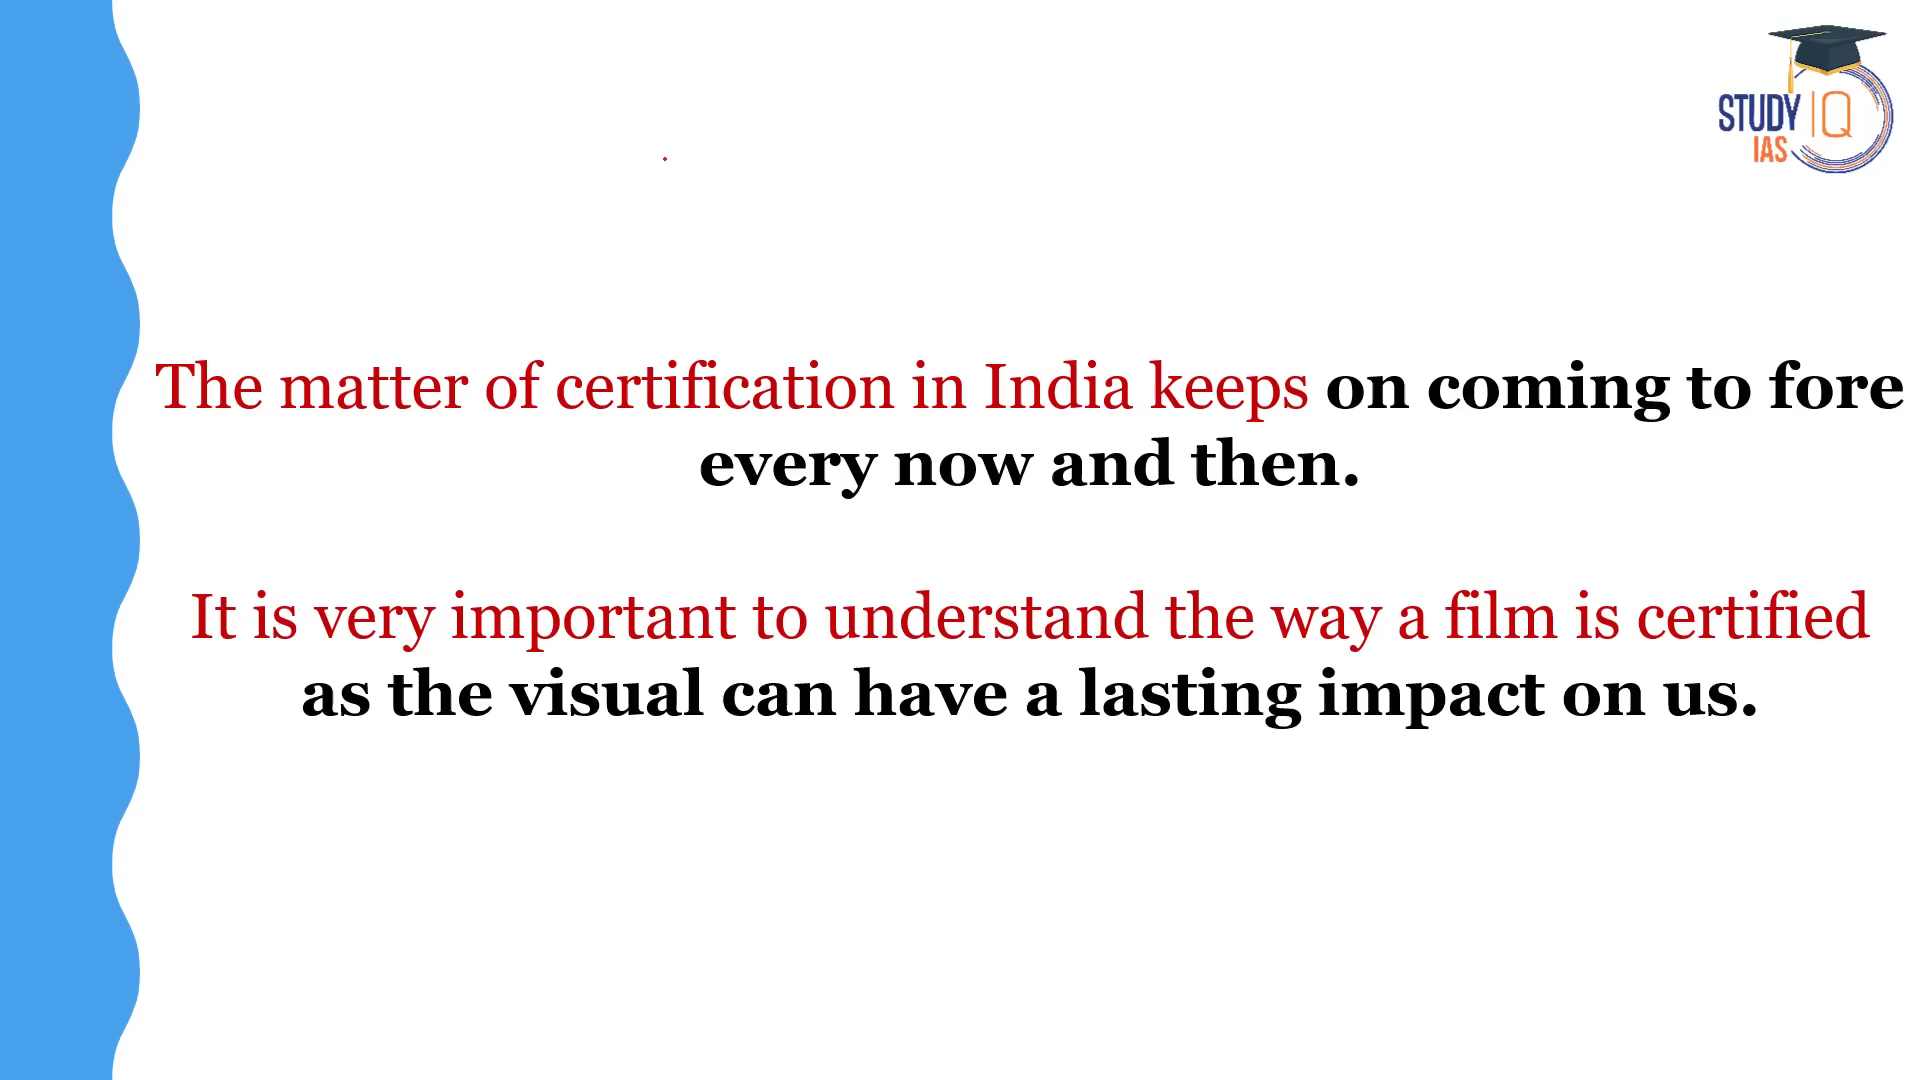 STUDY IQ
IAS
The matter of certification in India keeps on coming to fore
every now and then.
It is very important to understand the way a film is certified
as the visual can have a lasting impact on us.